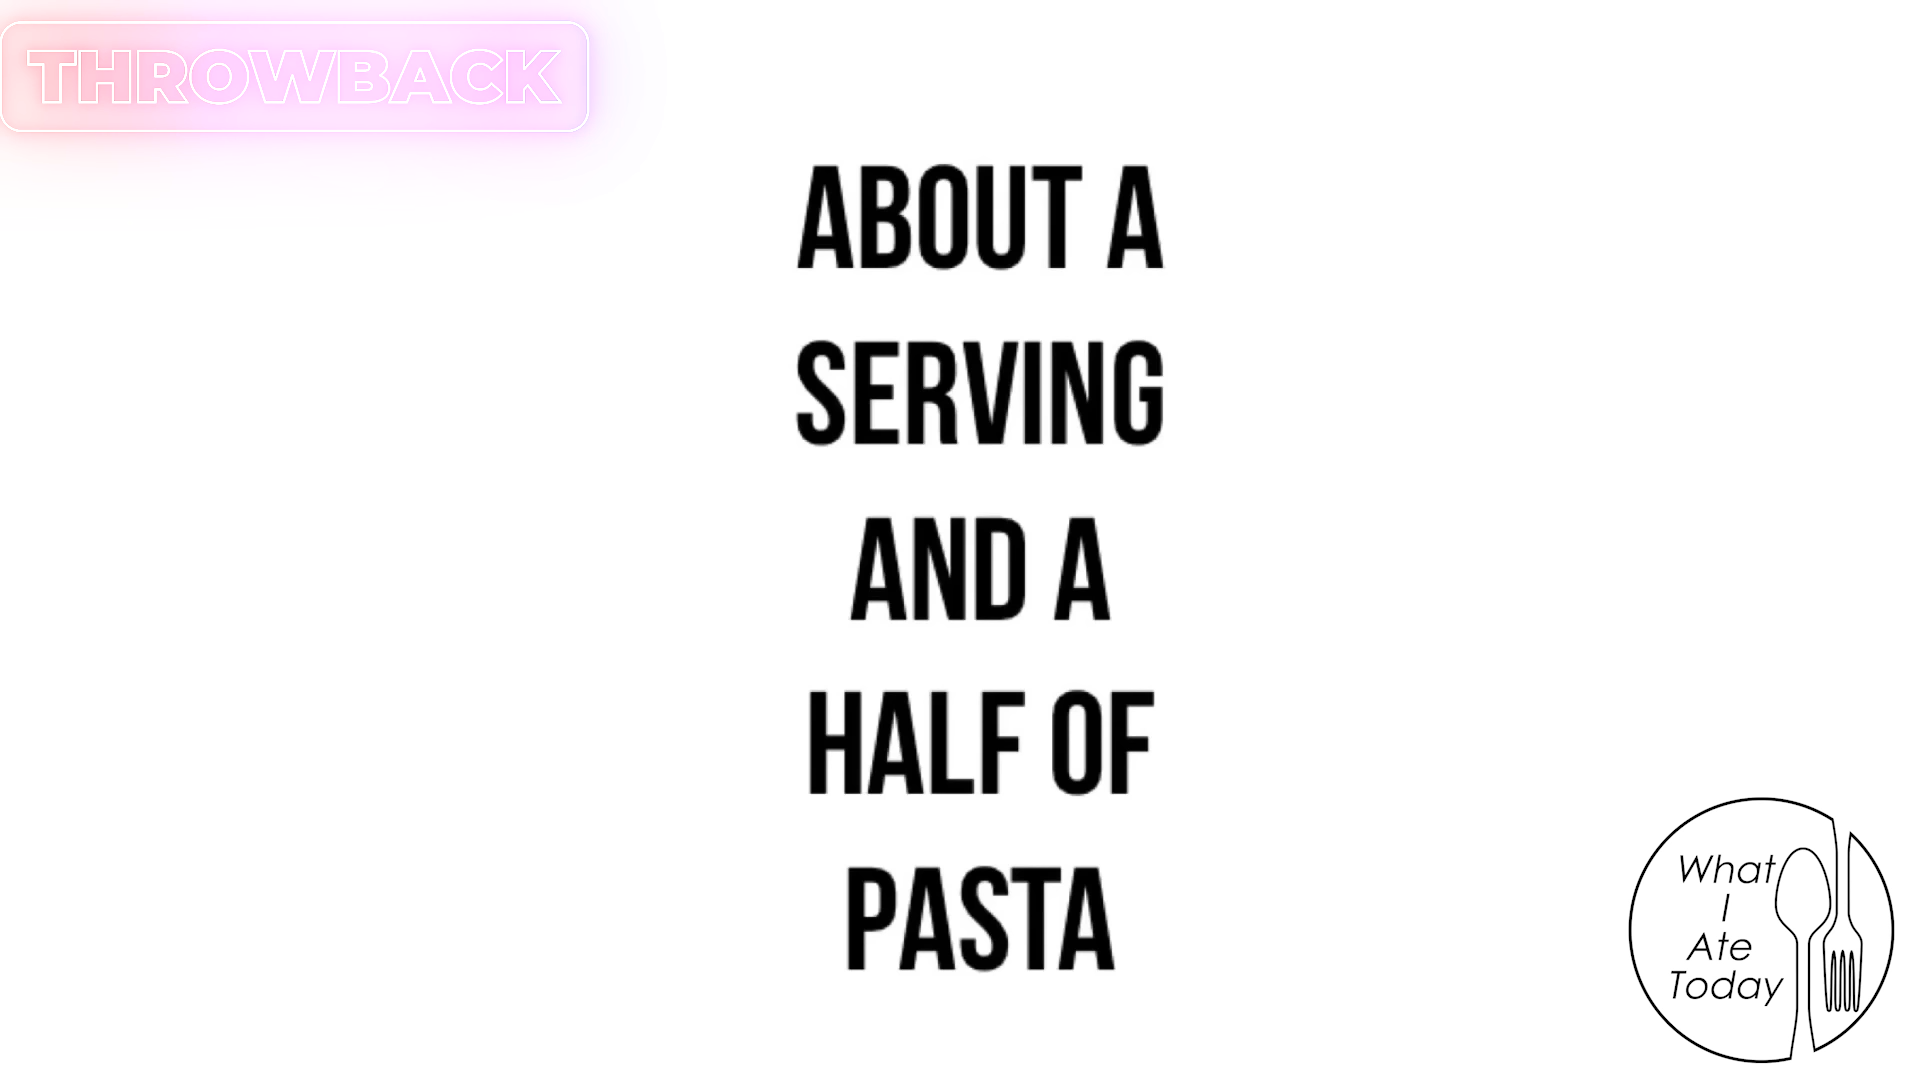 THROWBACK
ABOUT A
SERVING
AND A
HALF OF
PASTA
What
I
Ate
Today